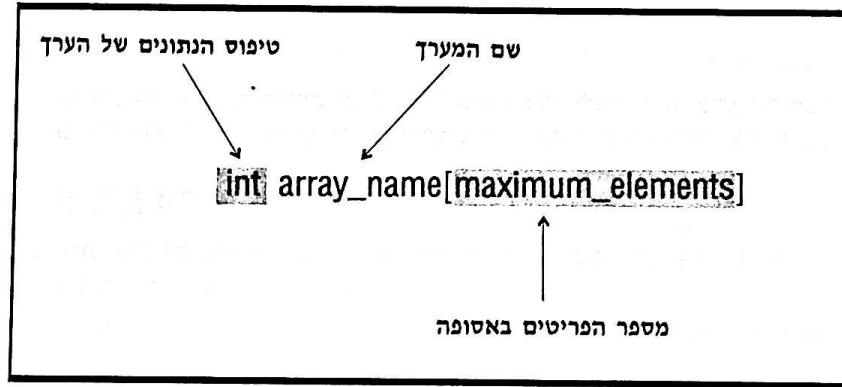 טיפוס הנתונים של הערך
שם המערך
int array_name[maximum_elements]
מספר הפריטים באסופה